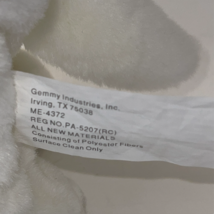 Gemmy Industries, Inc.
Irving, TX 75038
ME-4372
REG NO.PA-5207(RC)
ALL NEW MATERIALS
Consisting of Polyester Fibers
Surface Clean Only